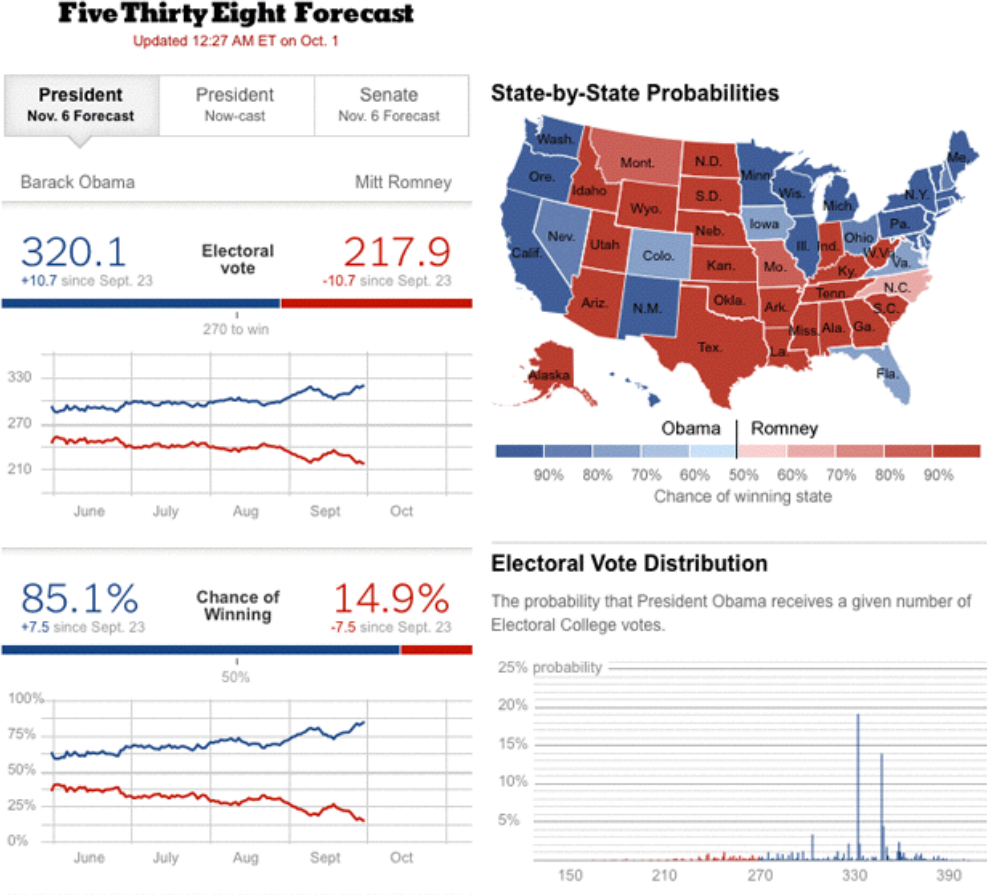 FiveThirtyEight Forecast
Updated 12:27 AM ET on Oct. 1
President
Nov. 6 Forecast
President
Now-cast
Senate
Nov. 6 Forecast
Barack Obama
Mitt Romney
320.1
+10.7 since Sept. 23
Electoral
vote
217.9
-10.7 since Sept. 23
270 to win
330
270
210
June July Aug Sept Oct
85.1%
+7.5 since Sept. 23
Chance of
Winning
14.9%
-7.5 since Sept. 23
50%
100%
75%
50%
25%
0%
June July Aug Sept Oct
State-by-State Probabilities
Wash.
Ore.
Calif.
Nev.
Idaho
Mont.
Wyo.
Utah
Colo.
Ariz.
N.M.
N.D.
S.D.
Neb.
Kan.
Okla.
Tex.
Minn
Iowa
Mo.
Ark.
La.
Wis.
Ill.
Mich.
Ind.
Ohio
Ky.
Tenn.
Miss.
Ala.
Ga.
Fla.
S.C.
N.C.
Va.
W.Va
Pa.
N.Y.
Me.
Alaska
Obama Romney
90% 80% 70% 60% 50% 60% 70% 80% 90%
Chance of winning state
Electoral Vote Distribution
The probability that President Obama receives a given number of
Electoral College votes.
25% probability
20%
15%
10%
5%
150 210 270 330 390